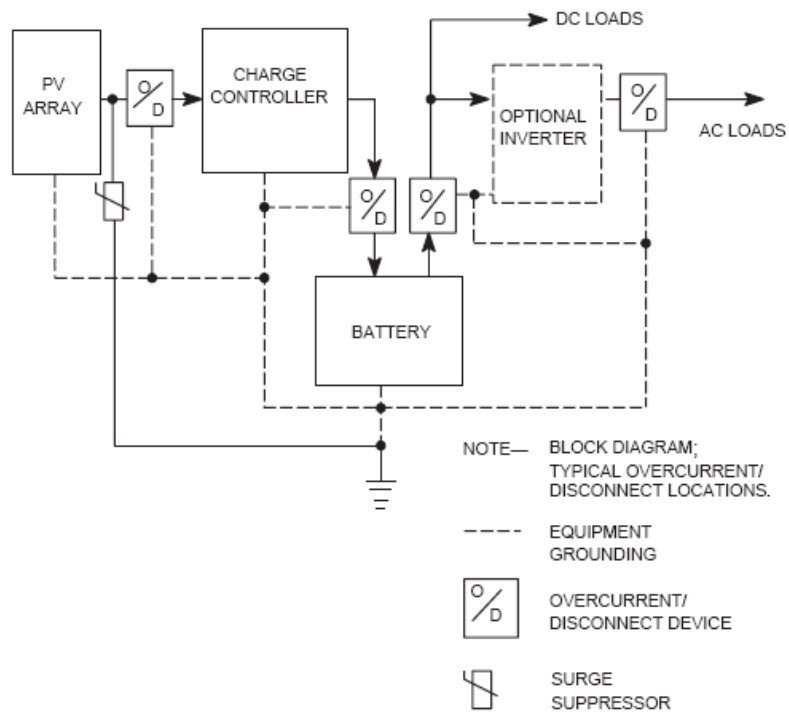 DC LOADS
PV
ARRAY
O/D
CHARGE
CONTROLLER
OPTIONAL
INVERTER
O/D
AC LOADS
O/D
O/D
BATTERY
NOTE— BLOCK DIAGRAM;
TYPICAL OVERCURRENT/
DISCONNECT LOCATIONS.
EQUIPMENT
GROUNDING
O/D
OVERCURRENT/
DISCONNECT DEVICE
SURGE
SUPPRESSOR